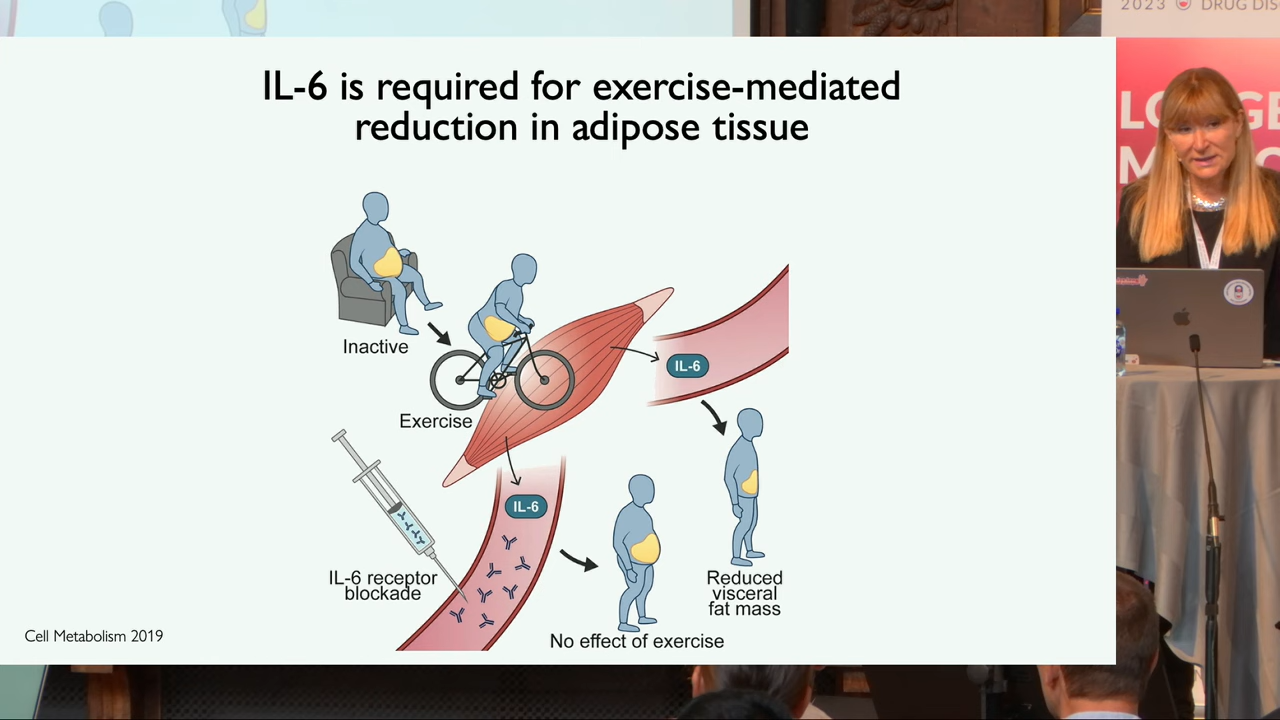 2023 DRUG DIS
IL-6 is required for exercise-mediated
reduction in adipose tissue
Inactive
Exercise
IL-6
IL-6
IL-6 receptor
blockade
No effect of exercise
Reduced
visceral
fat mass
Cell Metabolism 2019